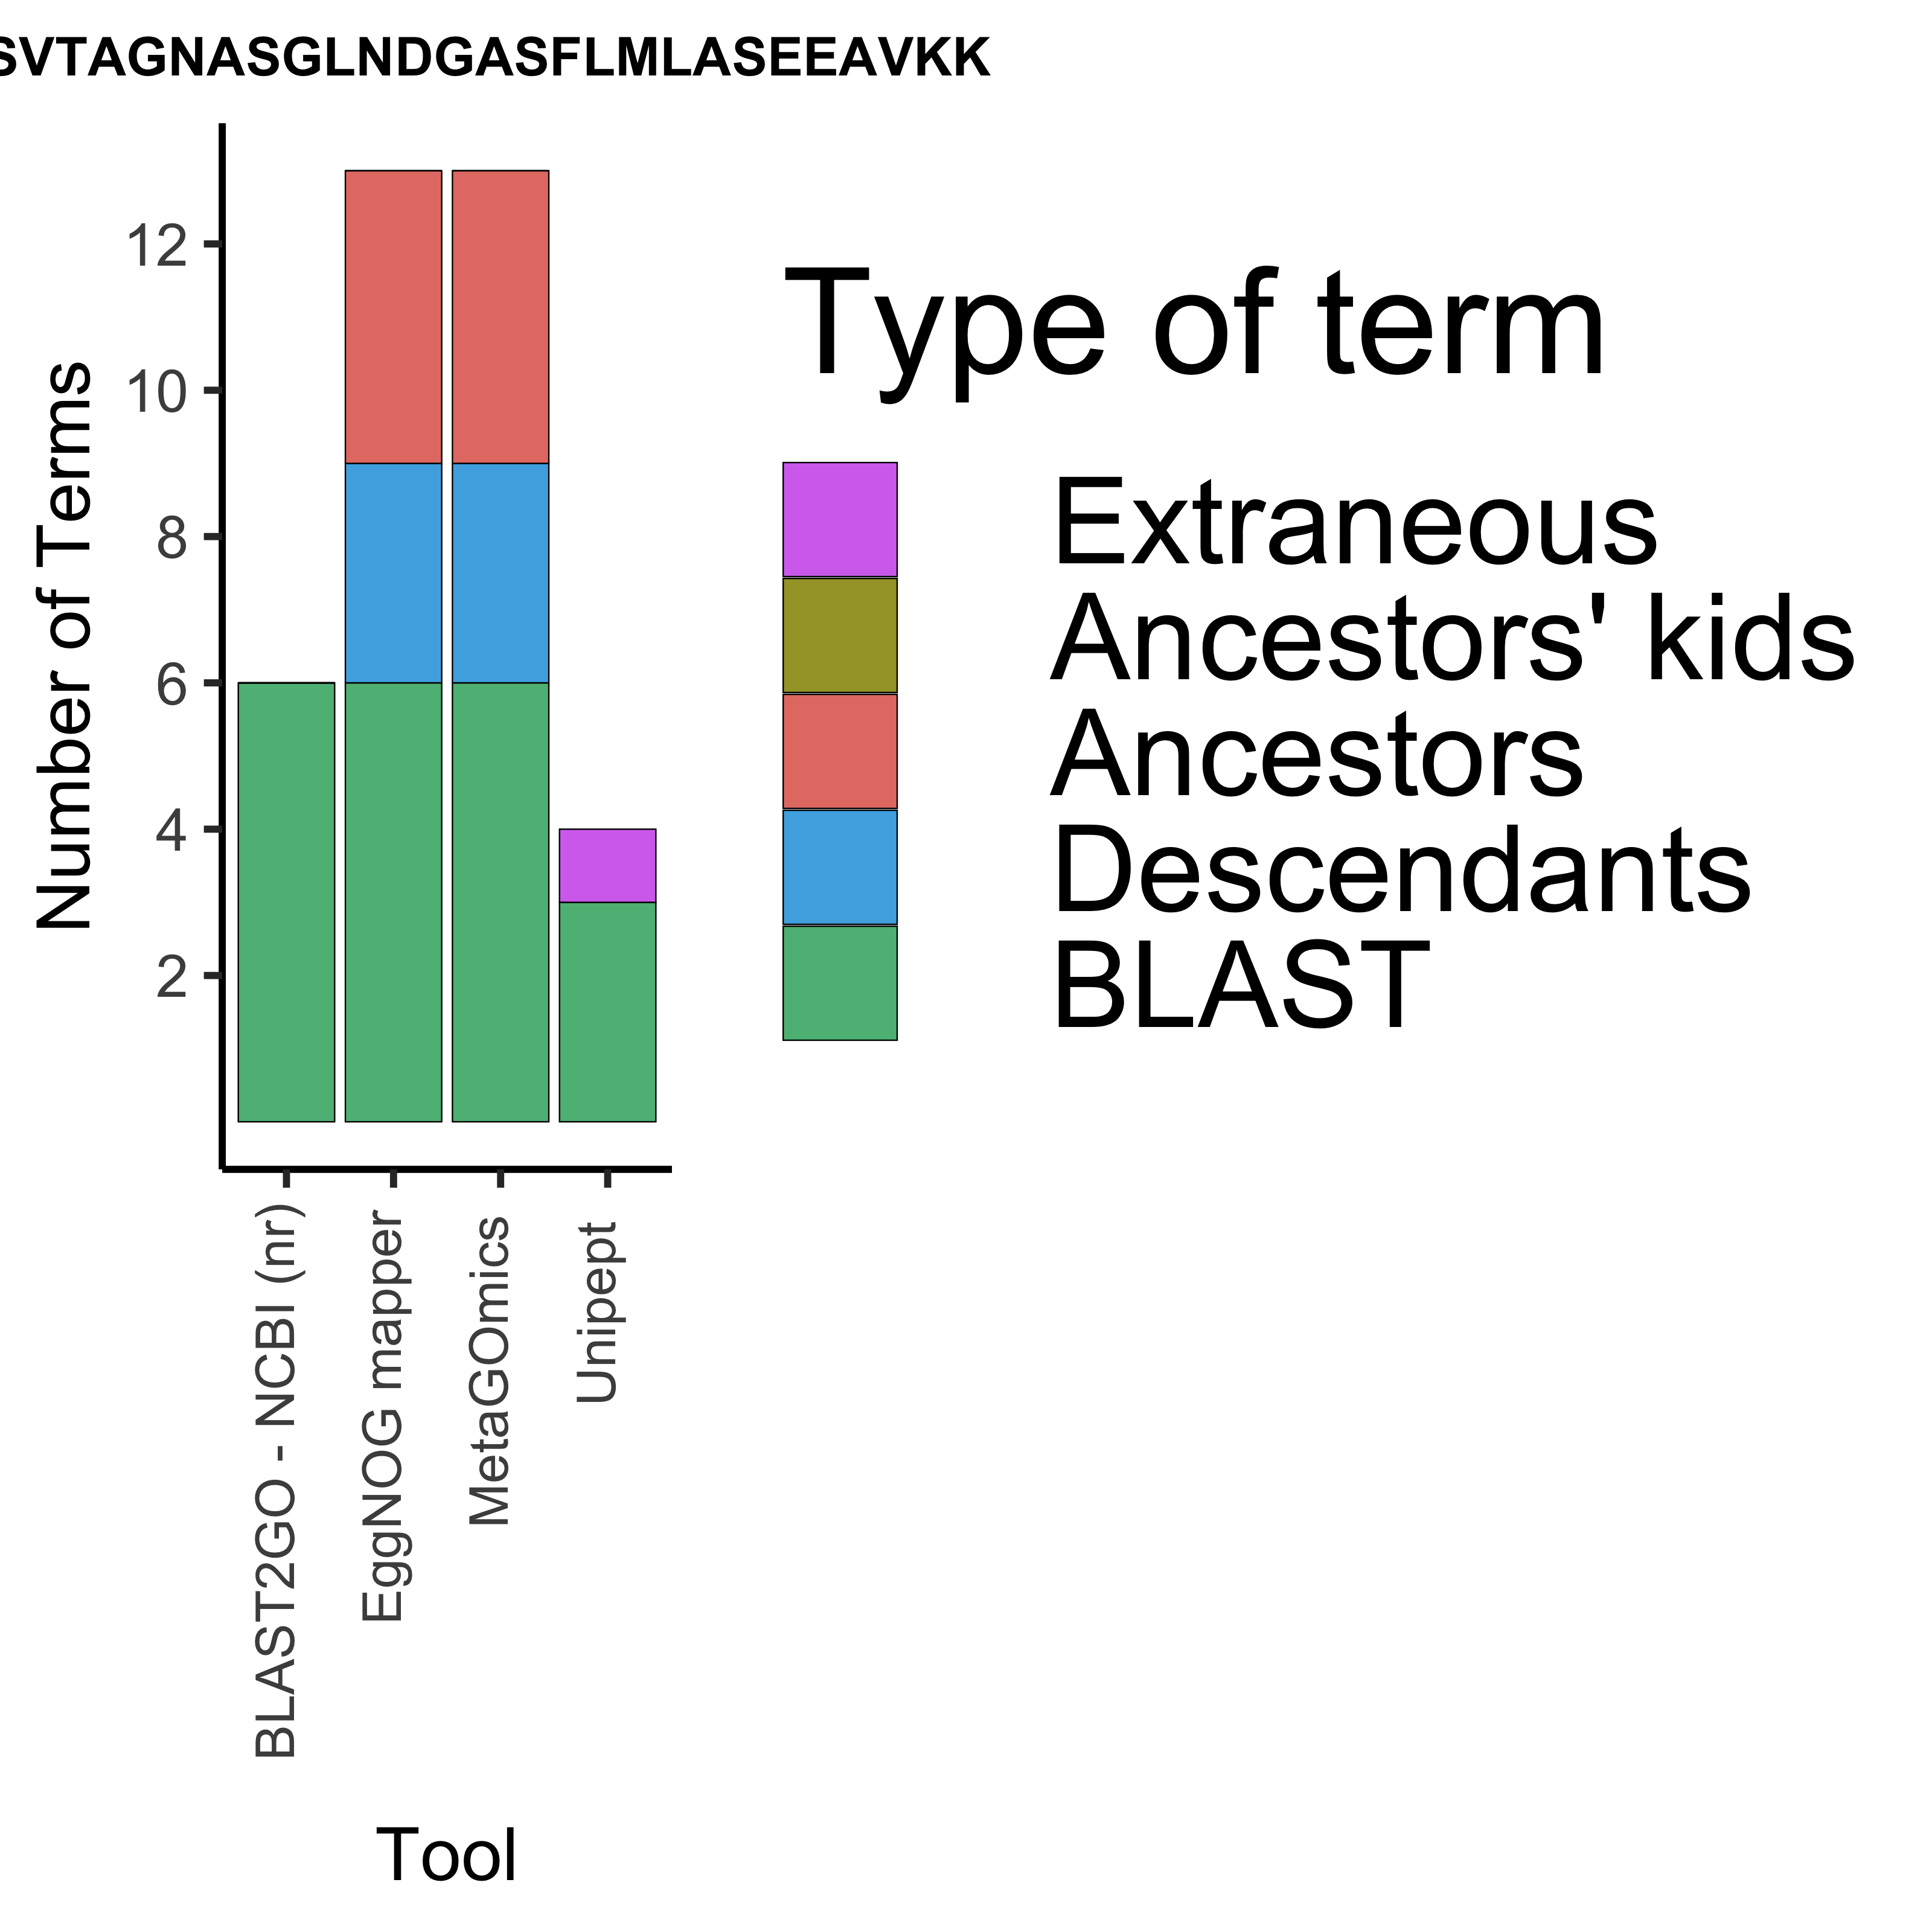 SVTAGNASGLNDGASFLMLASEEAVKK
Number of Terms
12
10
8
6
4
2
Type of term
Extraneous
Ancestors' kids
Ancestors
Descendants
BLAST
BLAST2GO - NCBI (nr)
EggNOG mapper
MetaGOmics
Unipept
Tool